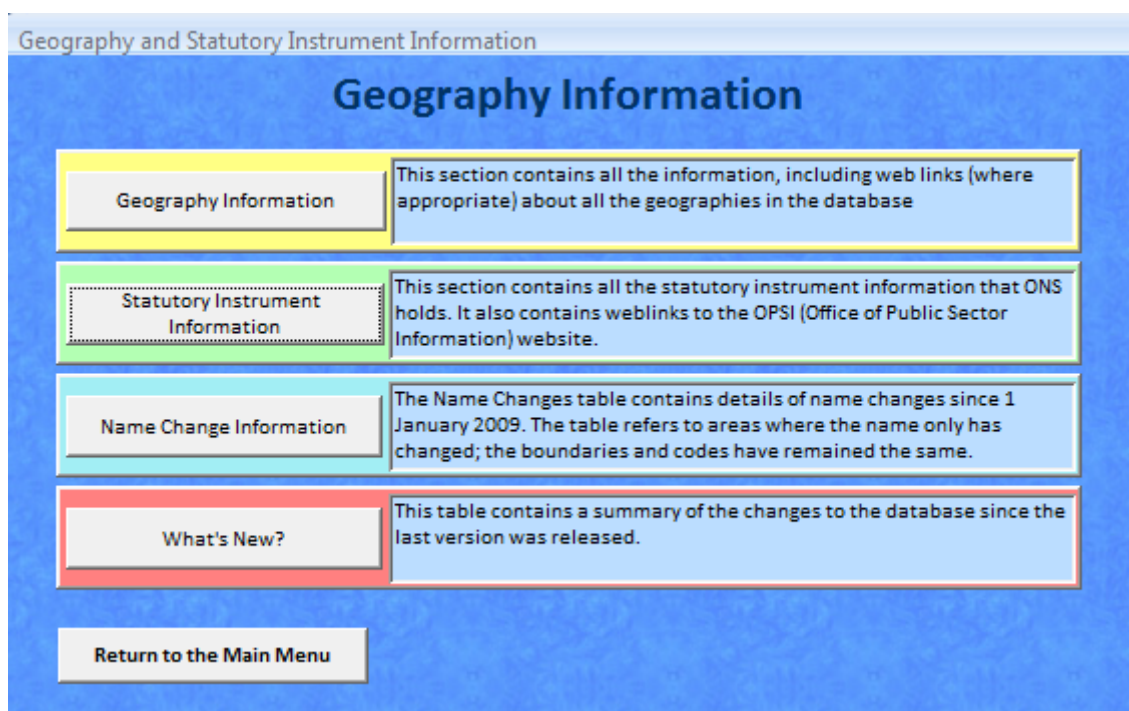 Geography and Statutory Instrument Information
Geography Information
Geography Information
This section contains all the information, including web links (where
appropriate) about all the geographies in the database
Statutory Instrument
Information
This section contains all the statutory instrument information that ONS
holds. It also contains weblinks to the OPSI (Office of Public Sector
Information) website.
Name Change Information
The Name Changes table contains details of name changes since 1
January 2009. The table refers to areas where the name only has
changed; the boundaries and codes have remained the same.
What's New?
This table contains a summary of the changes to the database since the
last version was released.
Return to the Main Menu